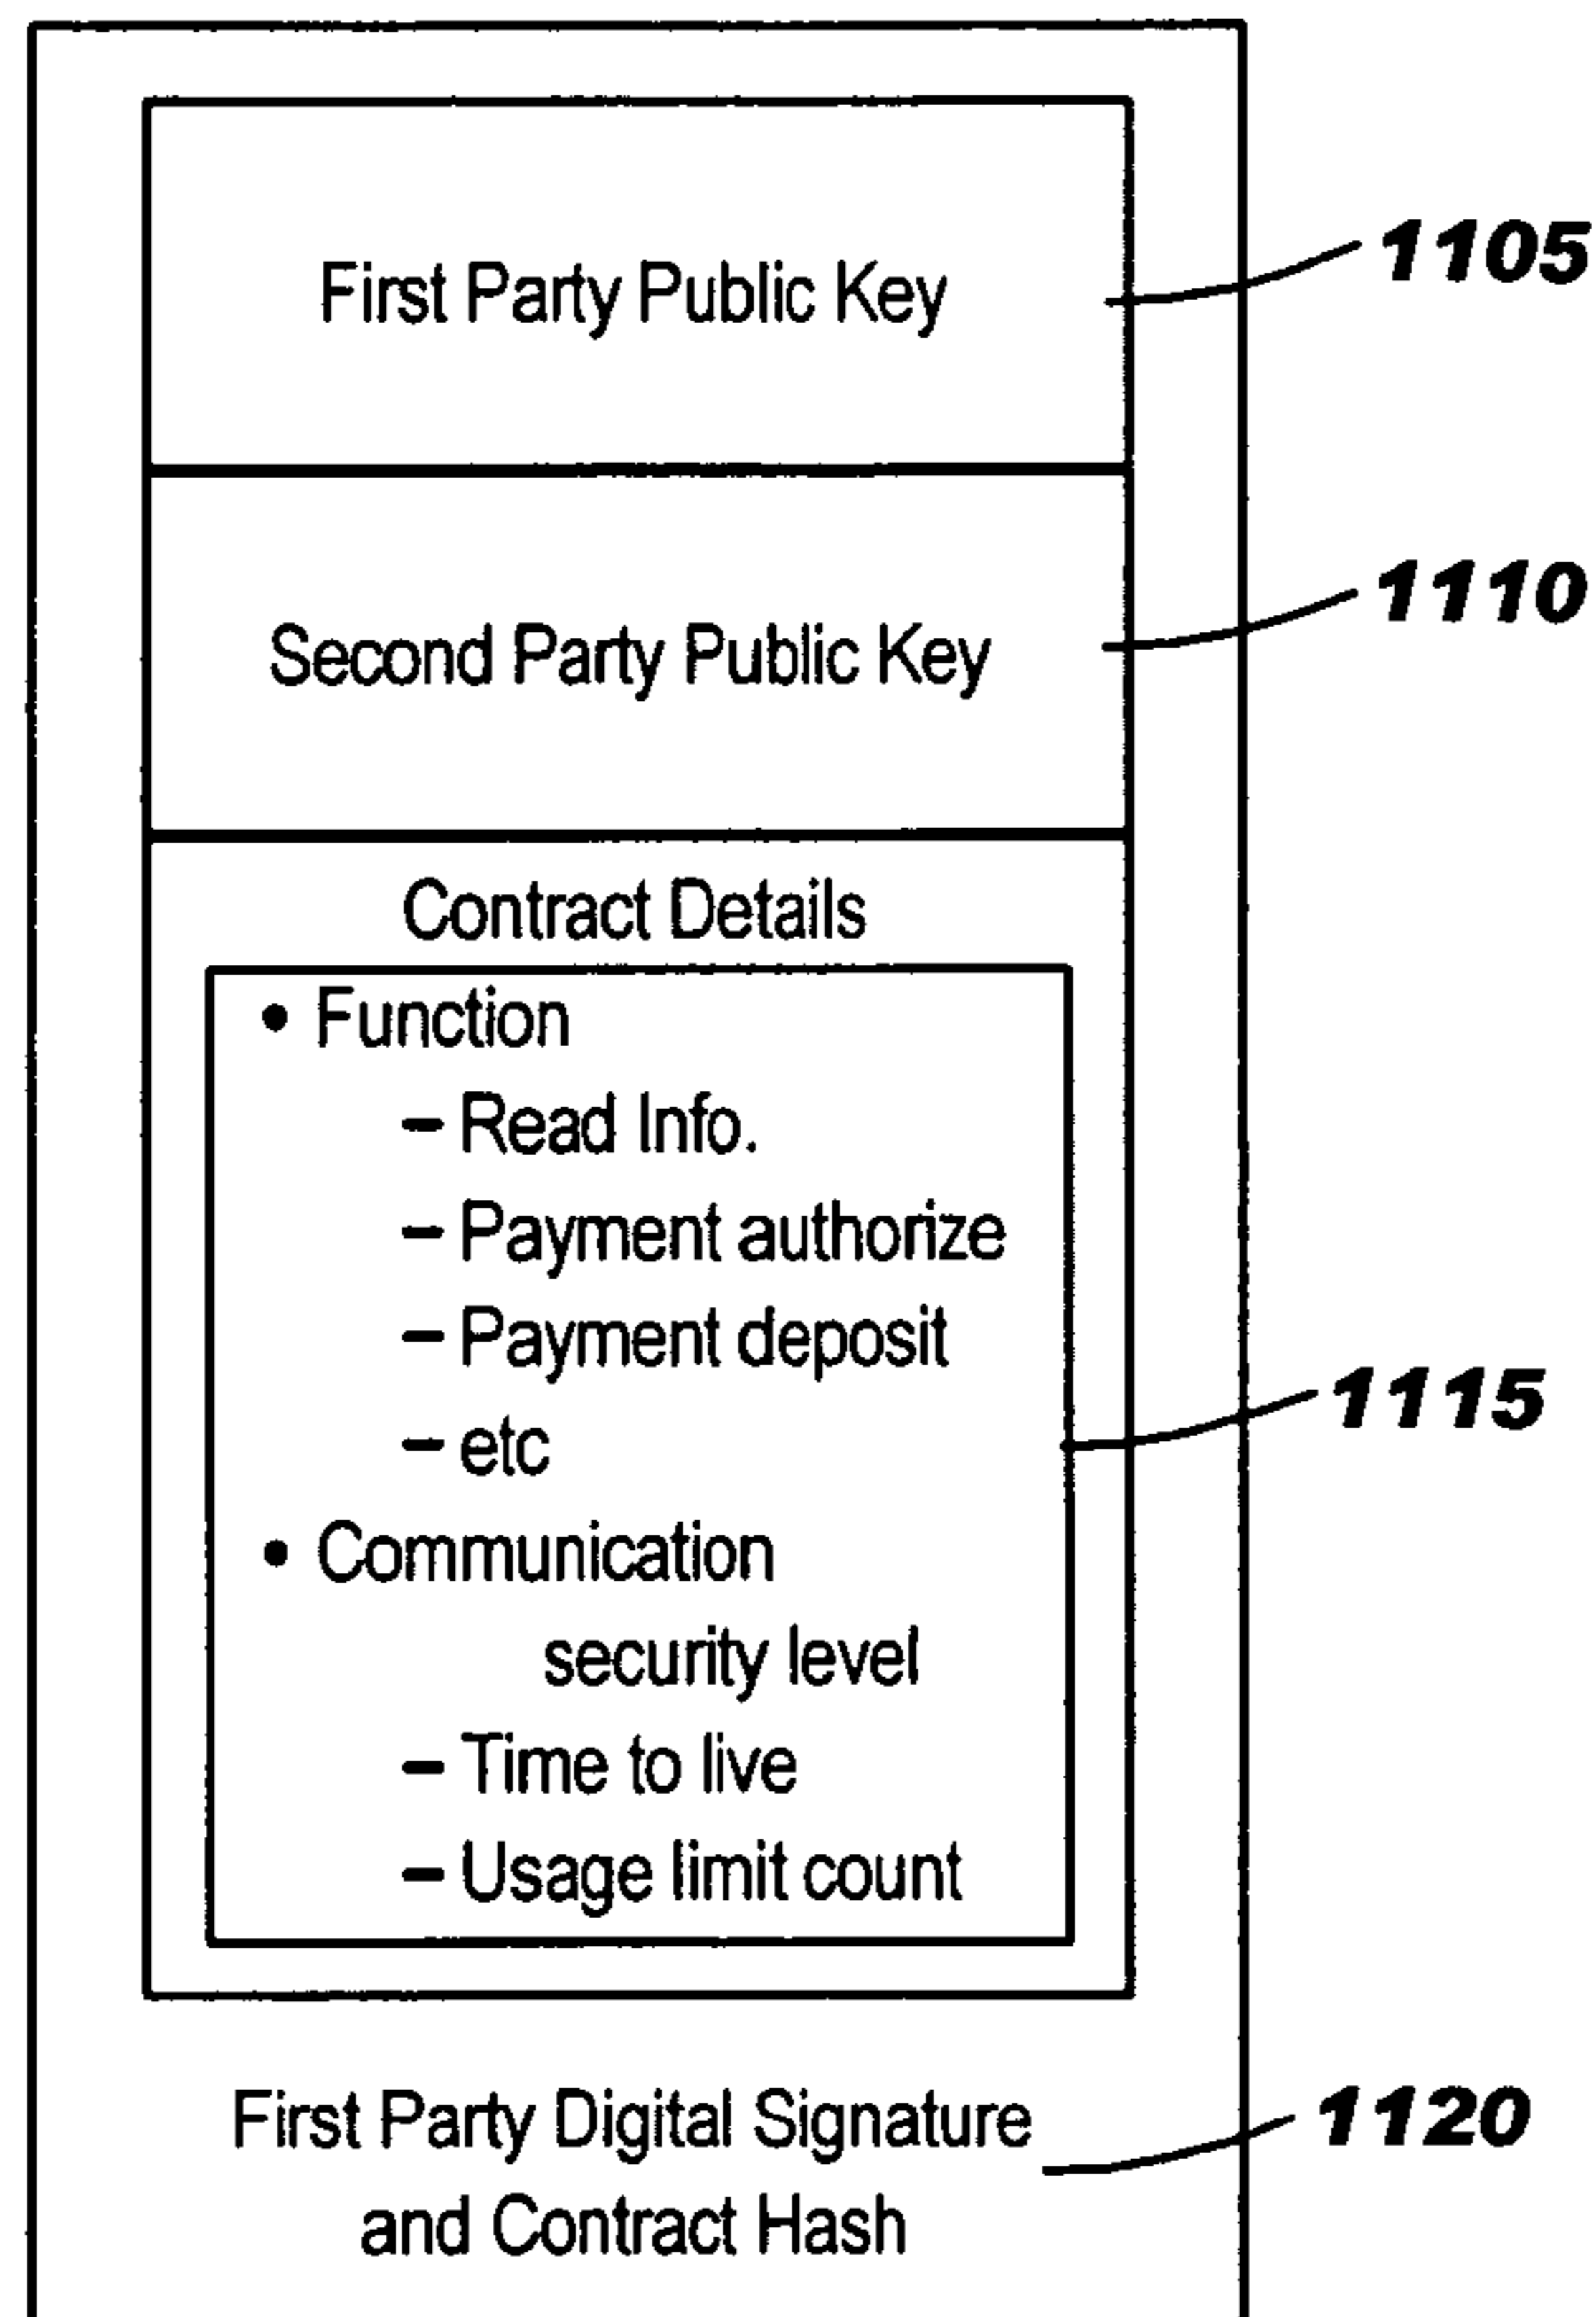 First Party Public Key
1105
Second Party Public Key
1110
Contract Details
• Function
– Read Info.
– Payment authorize
– Payment deposit
– etc
1115
• Communication
security level
– Time to live
– Usage limit count
First Party Digital Signature
1120
and Contract Hash